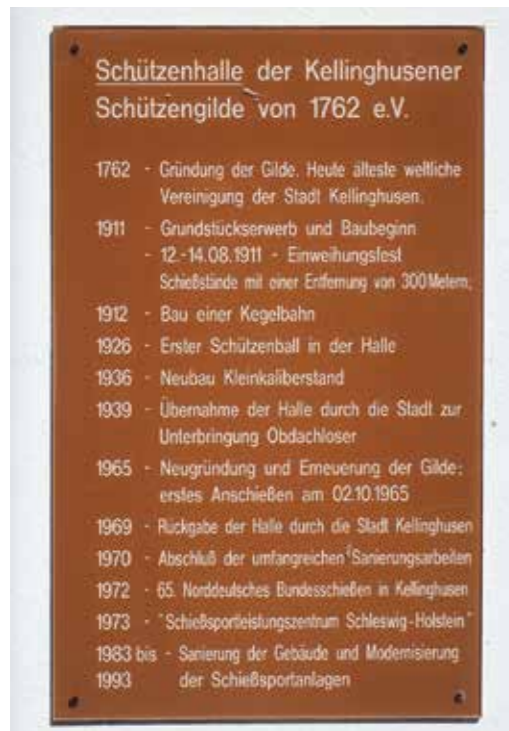 Schützenhalle der Kellinghusener
Schützengilde von 1762 e.V.
1762 - Gründung der Gilde. Heute älteste weltliche
Vereinigung der Stadt Kellinghusen.
1911 - Grundstückserwerb und Baubeginn
- 12.-14.08.1911 - Einweihungsfest
Schießstände mit einer Entfernung von 300 Metern.
1912 - Bau einer Kegelbahn
1926 - Erster Schützenball in der Halle
1936 - Neubau Kleinkaliberstand
1939 - Übernahme der Halle durch die Stadt zur
Unterbringung Obdachloser
1965 - Neugründung und Erneuerung der Gilde;
erstes Anschießen am 02.10.1965
1969 - Rückgabe der Halle durch die Stadt Kellinghusen
1970 - Abschluß der umfangreichen Sanierungsarbeiten
1972 - 65. Norddeutsches Bundesschießen in Kellinghusen
1973 - "Schießsportleistungszentrum Schleswig-Holstein"
1983 bis - Sanierung der Gebäude und Modernisierung
1993 der Schießsportanlagen